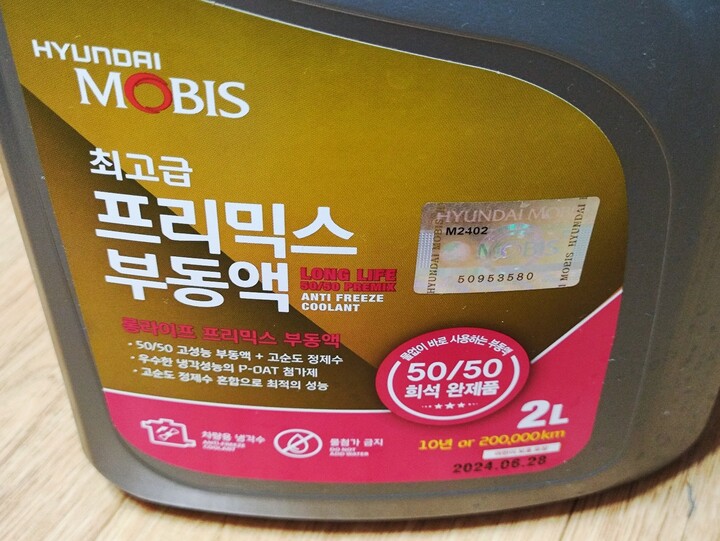 HYUNDAI
MOBIS
최고급
프리믹스
부동액
LONG LIFE
50/50 PREMIX
ANTI FREEZE
COOLANT
HYUNDAI MO
M2402
MOBIS
50953580
HYUNDAI MOBIS
MOBIS HYUNDAI
롱라이프 프리믹스 부동액
• 50/50 고성능 부동액 + 고순도 정제수
• 우수한 냉각성능의 P-OAT 첨가제
• 고순도 정제수 혼합으로 최적의 성능
물없이 바로 사용하는 부동액
50/50
희석 완제품
차량용 냉각수
ANTI-FREEZE
COOLANT
물첨가 금지
DO NOT
ADD WATER
2L
10년 or 200,000km
2024.06.28